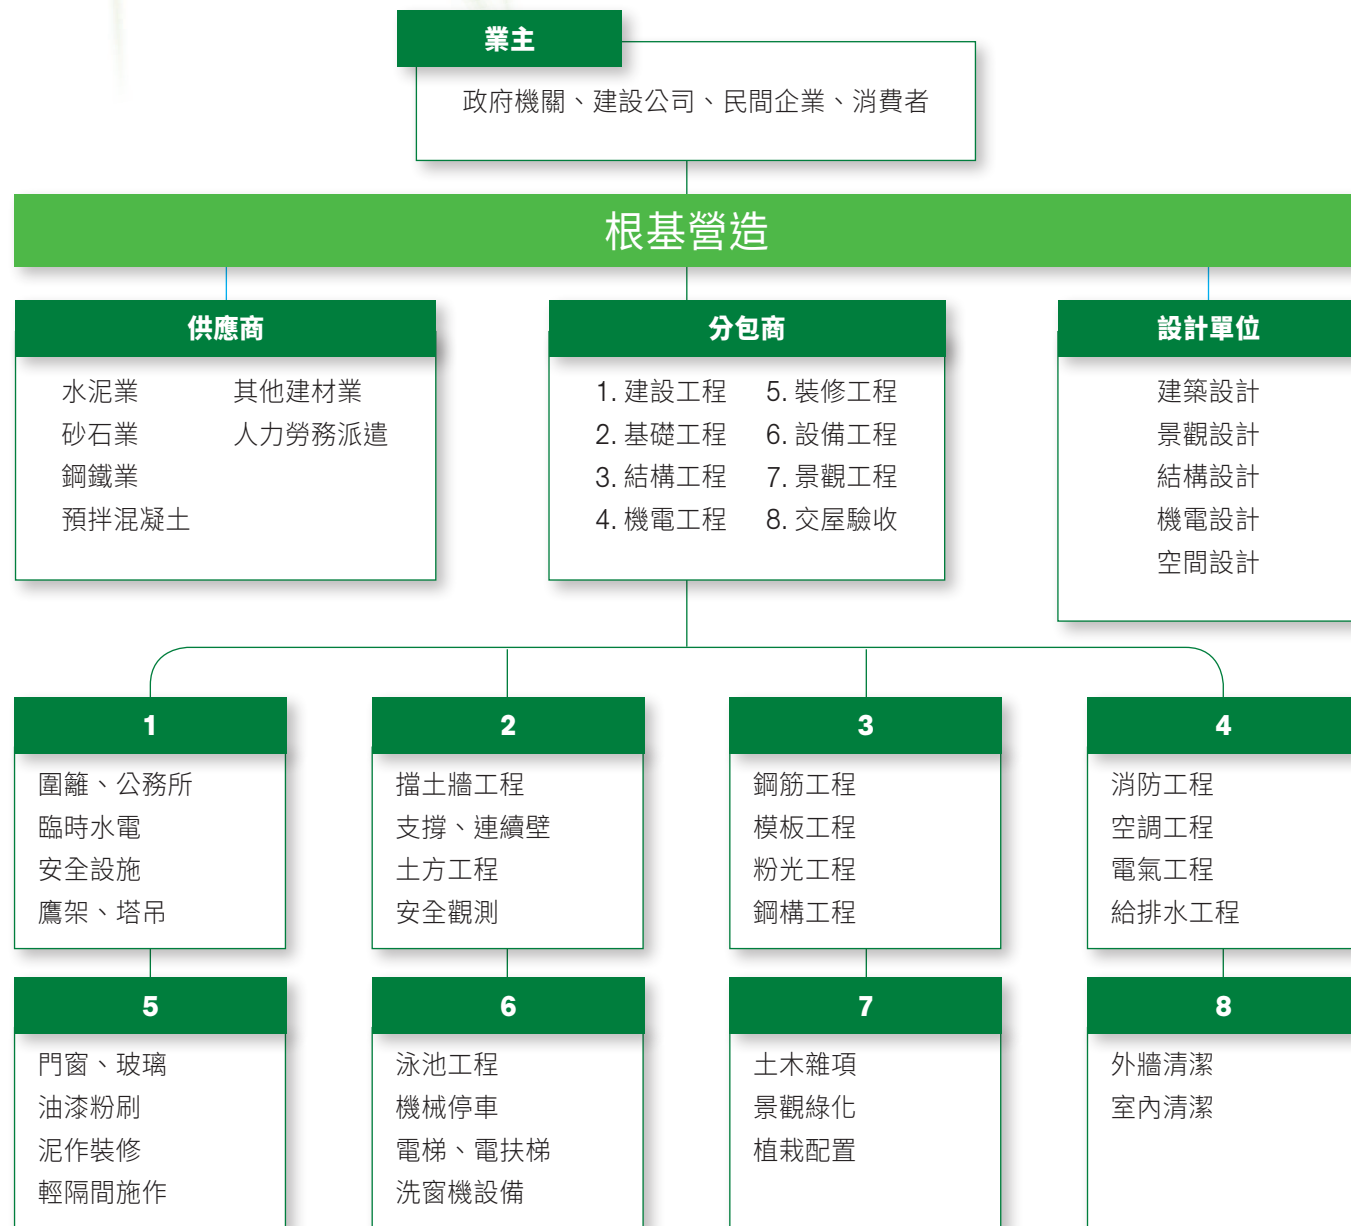 業主
政府機關、建設公司、民間企業、消費者
根基營造
供應商
水泥業
砂石業
鋼鐵業
預拌混凝土
其他建材業
人力勞務派遣
分包商
1. 建設工程
2. 基礎工程
3. 結構工程
4. 機電工程
5. 裝修工程
6. 設備工程
7. 景觀工程
8. 交屋驗收
設計單位
建築設計
景觀設計
結構設計
機電設計
空間設計
1
圍籬、公務所
臨時水電
安全設施
鷹架、塔吊
2
擋土牆工程
支撐、連續壁
土方工程
安全觀測
3
鋼筋工程
模板工程
粉光工程
鋼構工程
4
消防工程
空調工程
電氣工程
給排水工程
5
門窗、玻璃
油漆粉刷
泥作裝修
輕隔間施作
6
泳池工程
機械停車
電梯、電扶梯
洗窗機設備
7
土木雜項
景觀綠化
植栽配置
8
外牆清潔
室內清潔